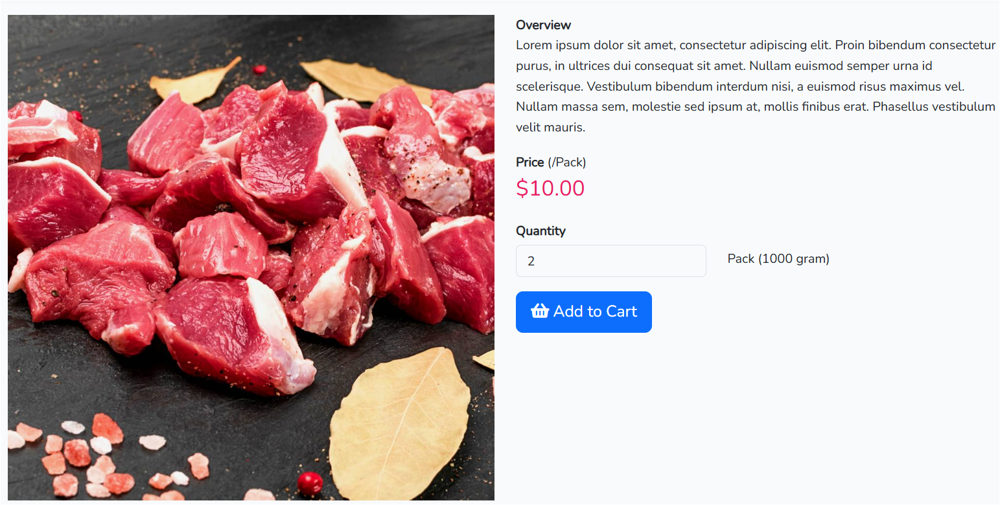 Overview
Lorem ipsum dolor sit amet, consectetur adipiscing elit. Proin bibendum consectetur
purus, in ultrices dui consequat sit amet. Nullam euismod semper urna id
scelerisque. Vestibulum bibendum interdum nisi, a euismod risus maximus vel.
Nullam massa sem, molestie sed ipsum at, mollis finibus erat. Phasellus vestibulum
velit mauris.
Price (/Pack)
$10.00
Quantity
2
Pack (1000 gram)
Add to Cart